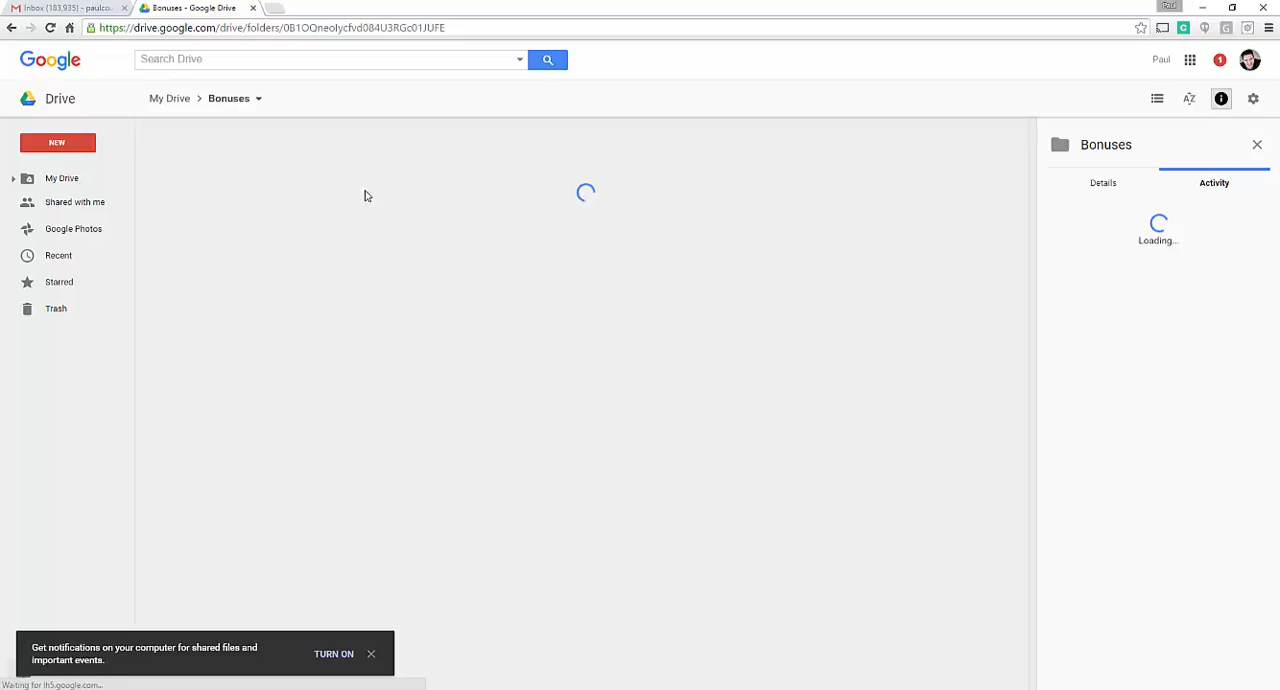 Inbox (183,935) - paulco
Bonuses - Google Drive
Paul
https://drive.google.com/drive/folders/0B1OQneoIycfvd084U3RGc01JUFE
Google
Search Drive
Paul
1
Drive
My Drive > Bonuses
AZ
NEW
My Drive
Shared with me
Google Photos
Recent
Starred
Trash
Bonuses
Details
Activity
Loading...
Get notifications on your computer for shared files and
important events.
TURN ON
Waiting for lh5.google.com...